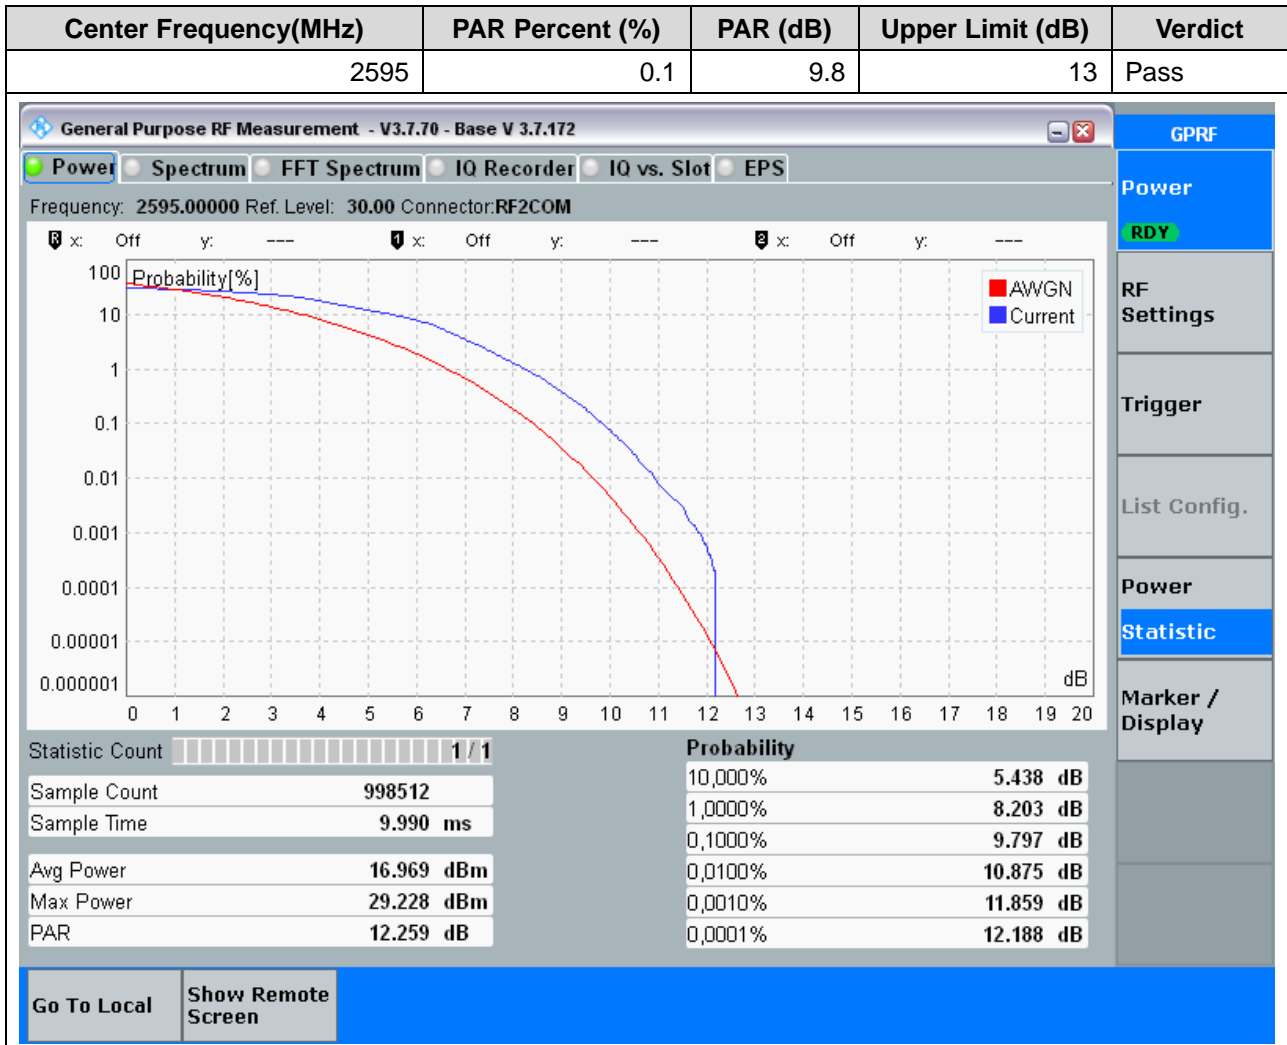 Center Frequency(MHz) PAR Percent (%) PAR (dB) Upper Limit (dB) Verdict
2595 0.1 9.8 13 Pass
General Purpose RF Measurement - V3.7.70 - Base V 3.7.172
GPRF
Power Spectrum FFT Spectrum IQ Recorder IQ vs. Slot EPS
Power
RDY
Frequency: 2595.00000 Ref. Level: 30.00 Connector:RF2COM
R x: Off y: --- 1 x: Off y: --- 2 x: Off y: ---
Probability[%]
AWGN
Current
100
10
1
0.1
0.01
0.001
0.0001
0.00001
0.000001
dB
0 1 2 3 4 5 6 7 8 9 10 11 12 13 14 15 16 17 18 19 20
RF
Settings
Trigger
List Config.
Power
Statistic
Marker /
Display
Statistic Count 1 / 1
Sample Count 998512
Sample Time 9.990 ms
Avg Power 16.969 dBm
Max Power 29.228 dBm
PAR 12.259 dB
Probability
10,000% 5.438 dB
1,0000% 8.203 dB
0,1000% 9.797 dB
0,0100% 10.875 dB
0,0010% 11.859 dB
0,0001% 12.188 dB
Go To Local
Show Remote
Screen